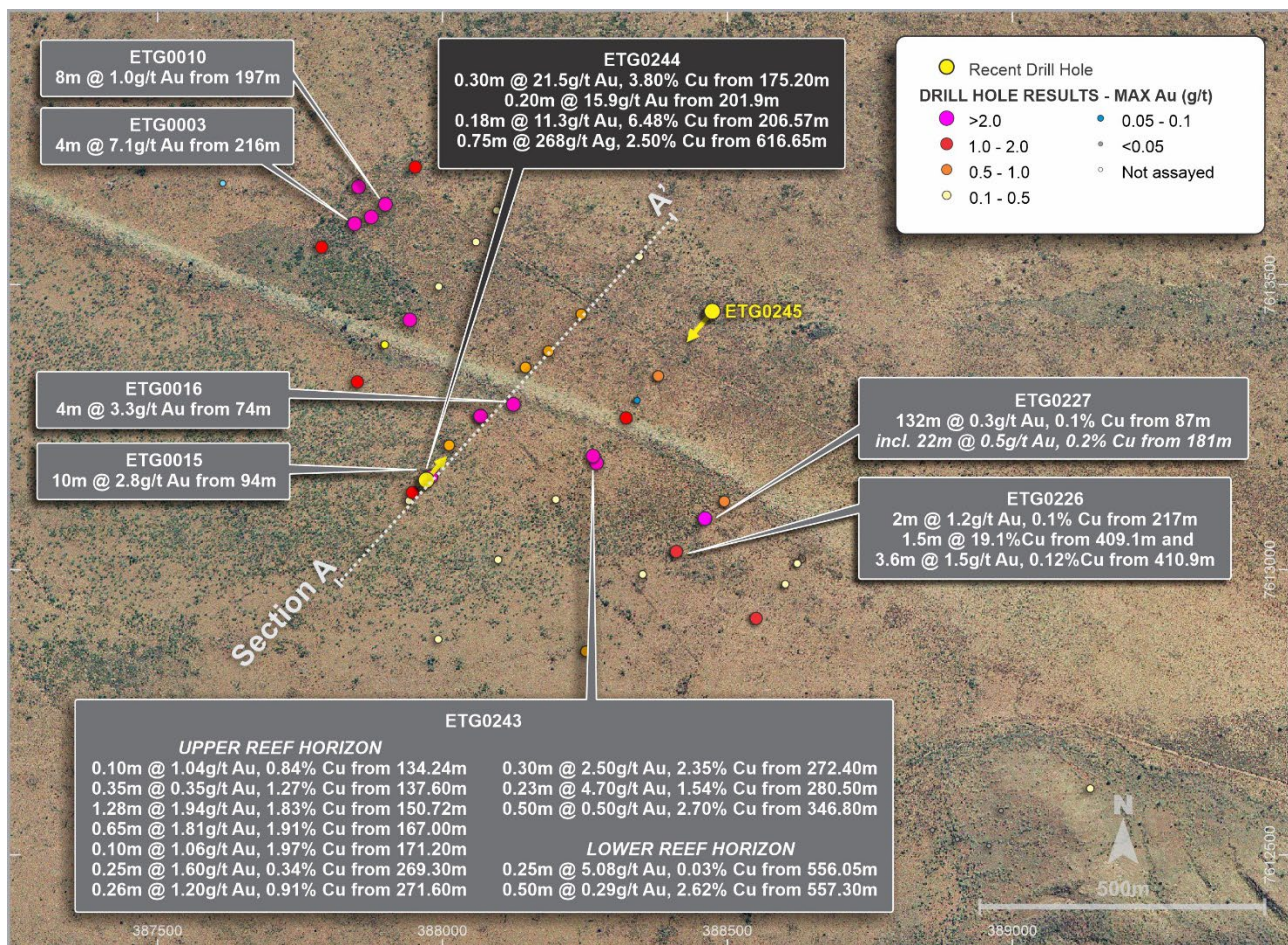 ETG0010
8m @ 1.0g/t Au from 197m
ETG0003
4m @ 7.1g/t Au from 216m
ETG0244
0.30m @ 21.5g/t Au, 3.80% Cu from 175.20m
0.20m @ 15.9g/t Au from 201.9m
0.18m @ 11.3g/t Au, 6.48% Cu from 206.57m
0.75m @ 268g/t Ag, 2.50% Cu from 616.65m
Recent Drill Hole
DRILL HOLE RESULTS - MAX Au (g/t)
>2.0
1.0 - 2.0
0.5 - 1.0
0.1 - 0.5
0.05 - 0.1
<0.05
Not assayed
A'
7613500
ETG0245
ETG0016
4m @ 3.3g/t Au from 74m
ETG0015
10m @ 2.8g/t Au from 94m
ETG0227
132m @ 0.3g/t Au, 0.1% Cu from 87m
incl. 22m @ 0.5g/t Au, 0.2% Cu from 181m
ETG0226
2m @ 1.2g/t Au, 0.1% Cu from 217m
1.5m @ 19.1%Cu from 409.1m and
3.6m @ 1.5g/t Au, 0.12%Cu from 410.9m
7613000
Section A
ETG0243
UPPER REEF HORIZON
0.10m @ 1.04g/t Au, 0.84% Cu from 134.24m
0.35m @ 0.35g/t Au, 1.27% Cu from 137.60m
1.28m @ 1.94g/t Au, 1.83% Cu from 150.72m
0.65m @ 1.81g/t Au, 1.91% Cu from 167.00m
0.10m @ 1.06g/t Au, 1.97% Cu from 171.20m
0.25m @ 1.60g/t Au, 0.34% Cu from 269.30m
0.26m @ 1.20g/t Au, 0.91% Cu from 271.60m
0.30m @ 2.50g/t Au, 2.35% Cu from 272.40m
0.23m @ 4.70g/t Au, 1.54% Cu from 280.50m
0.50m @ 0.50g/t Au, 2.70% Cu from 346.80m
LOWER REEF HORIZON
0.25m @ 5.08g/t Au, 0.03% Cu from 556.05m
0.50m @ 0.29g/t Au, 2.62% Cu from 557.30m
N
500m
7612500
387500
388000
388500
389000